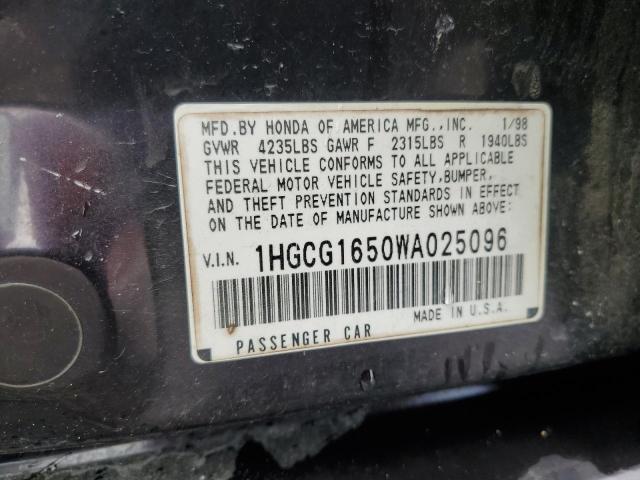 MFD.BY HONDA OF AMERICA MFG.,INC. 1/98
GVWR 4235LBS GAWR F 2315LBS R 1940LBS
THIS VEHICLE CONFORMS TO ALL APPLICABLE
FEDERAL MOTOR VEHICLE SAFETY,BUMPER,
AND THEFT PREVENTION STANDARDS IN EFFECT
ON THE DATE OF MANUFACTURE SHOWN ABOVE:
V.I.N. 1HGCG1650WA025096
PASSENGER CAR MADE IN U.S.A.